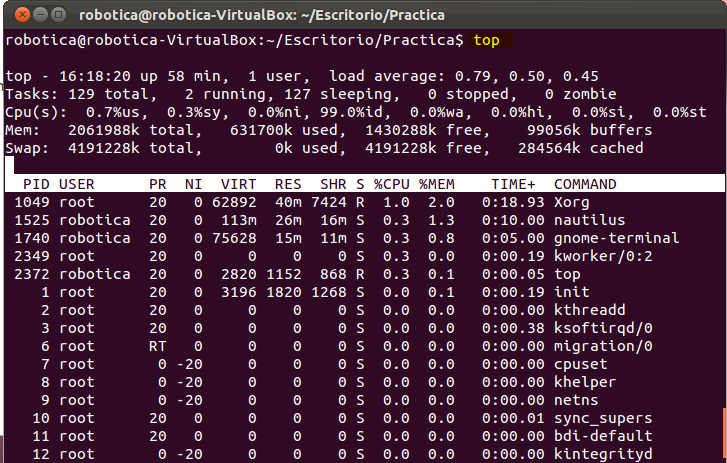 robotica@robotica-VirtualBox: ~/Escritorio/Practica
robotica@robotica-VirtualBox:~/Escritorio/Practica$ top
top - 16:18:20 up 58 min,  1 user,  load average: 0.79, 0.50, 0.45
Tasks: 129 total,   2 running, 127 sleeping,   0 stopped,   0 zombie
Cpu(s):  0.7%us,  0.3%sy,  0.0%ni, 99.0%id,  0.0%wa,  0.0%hi,  0.0%si,  0.0%st
Mem:   2061988k total,   631700k used,  1430288k free,    99056k buffers
Swap:  4191228k total,        0k used,  4191228k free,   284564k cached
  PID USER      PR  NI  VIRT  RES  SHR S %CPU %MEM    TIME+  COMMAND
 1049 root      20   0 62892  40m 7424 R  1.0  2.0   0:18.93 Xorg
 1525 robotica  20   0  113m  26m  16m S  0.3  1.3   0:10.00 nautilus
 1740 robotica  20   0 75628  15m  11m S  0.3  0.8   0:05.00 gnome-terminal
 2349 root      20   0     0    0    0 S  0.3  0.0   0:00.19 kworker/0:2
 2372 robotica  20   0  2820 1152  868 R  0.3  0.1   0:00.05 top
    1 root      20   0  3196 1820 1268 S  0.0  0.1   0:00.19 init
    2 root      20   0     0    0    0 S  0.0  0.0   0:00.00 kthreadd
    3 root      20   0     0    0    0 S  0.0  0.0   0:00.38 ksoftirqd/0
    6 root      RT   0     0    0    0 S  0.0  0.0   0:00.00 migration/0
    7 root       0 -20     0    0    0 S  0.0  0.0   0:00.00 cpuset
    8 root       0 -20     0    0    0 S  0.0  0.0   0:00.00 khelper
    9 root       0 -20     0    0    0 S  0.0  0.0   0:00.00 netns
   10 root      20   0     0    0    0 S  0.0  0.0   0:00.01 sync_supers
   11 root      20   0     0    0    0 S  0.0  0.0   0:00.00 bdi-default
   12 root       0 -20     0    0    0 S  0.0  0.0   0:00.00 kintegrityd